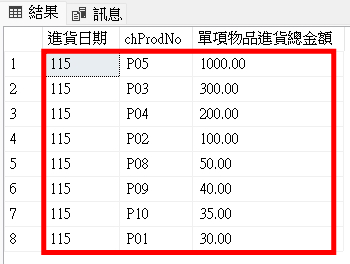 結果 訊息
進貨日期 chProdNo 單項物品進貨總金額
1 115 P05 1000.00
2 115 P03 300.00
3 115 P04 200.00
4 115 P02 100.00
5 115 P08 50.00
6 115 P09 40.00
7 115 P10 35.00
8 115 P01 30.00